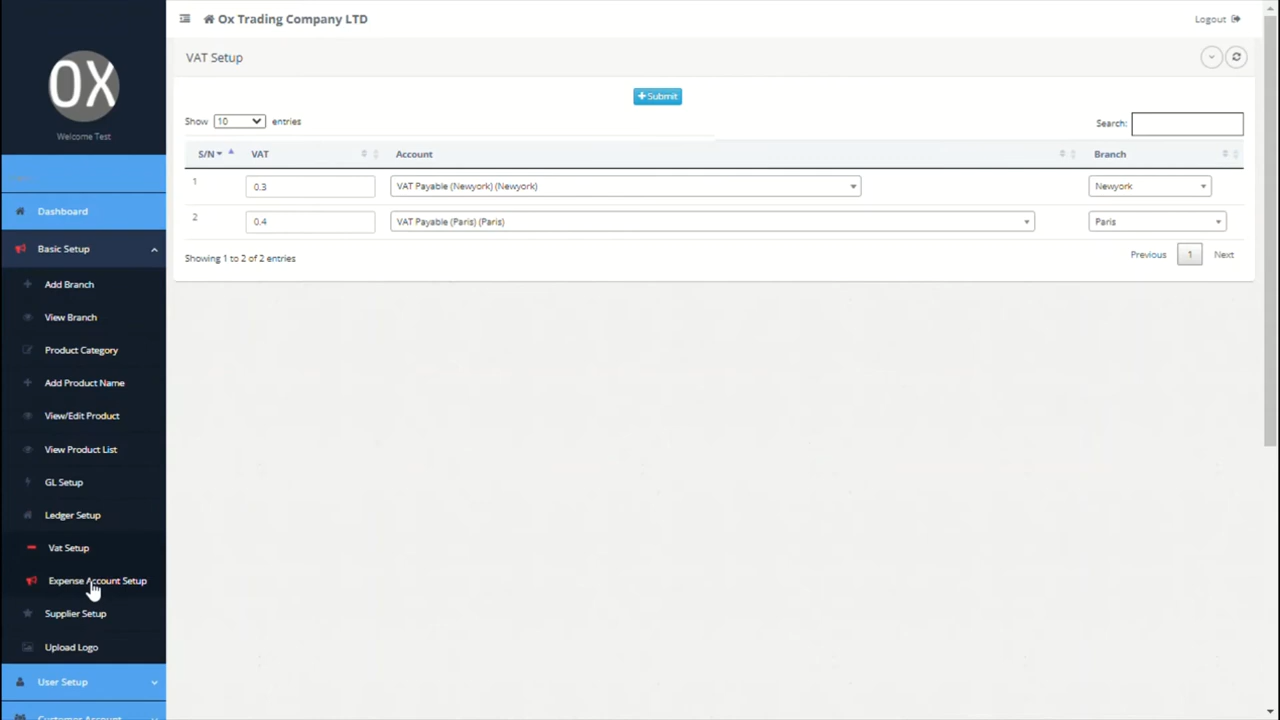 Ox Trading Company LTD
Logout
OX
Welcome Test
VAT Setup
+Submit
Show 10 entries
Search:
S/N VAT Account Branch
1 0.3 VAT Payable (Newyork) (Newyork) Newyork
2 0.4 VAT Payable (Paris) (Paris) Paris
Showing 1 to 2 of 2 entries
Previous 1 Next
Dashboard
Basic Setup
Add Branch
View Branch
Product Category
Add Product Name
View/Edit Product
View Product List
GL Setup
Ledger Setup
Vat Setup
Expense Account Setup
Supplier Setup
Upload Logo
User Setup
Customer Account